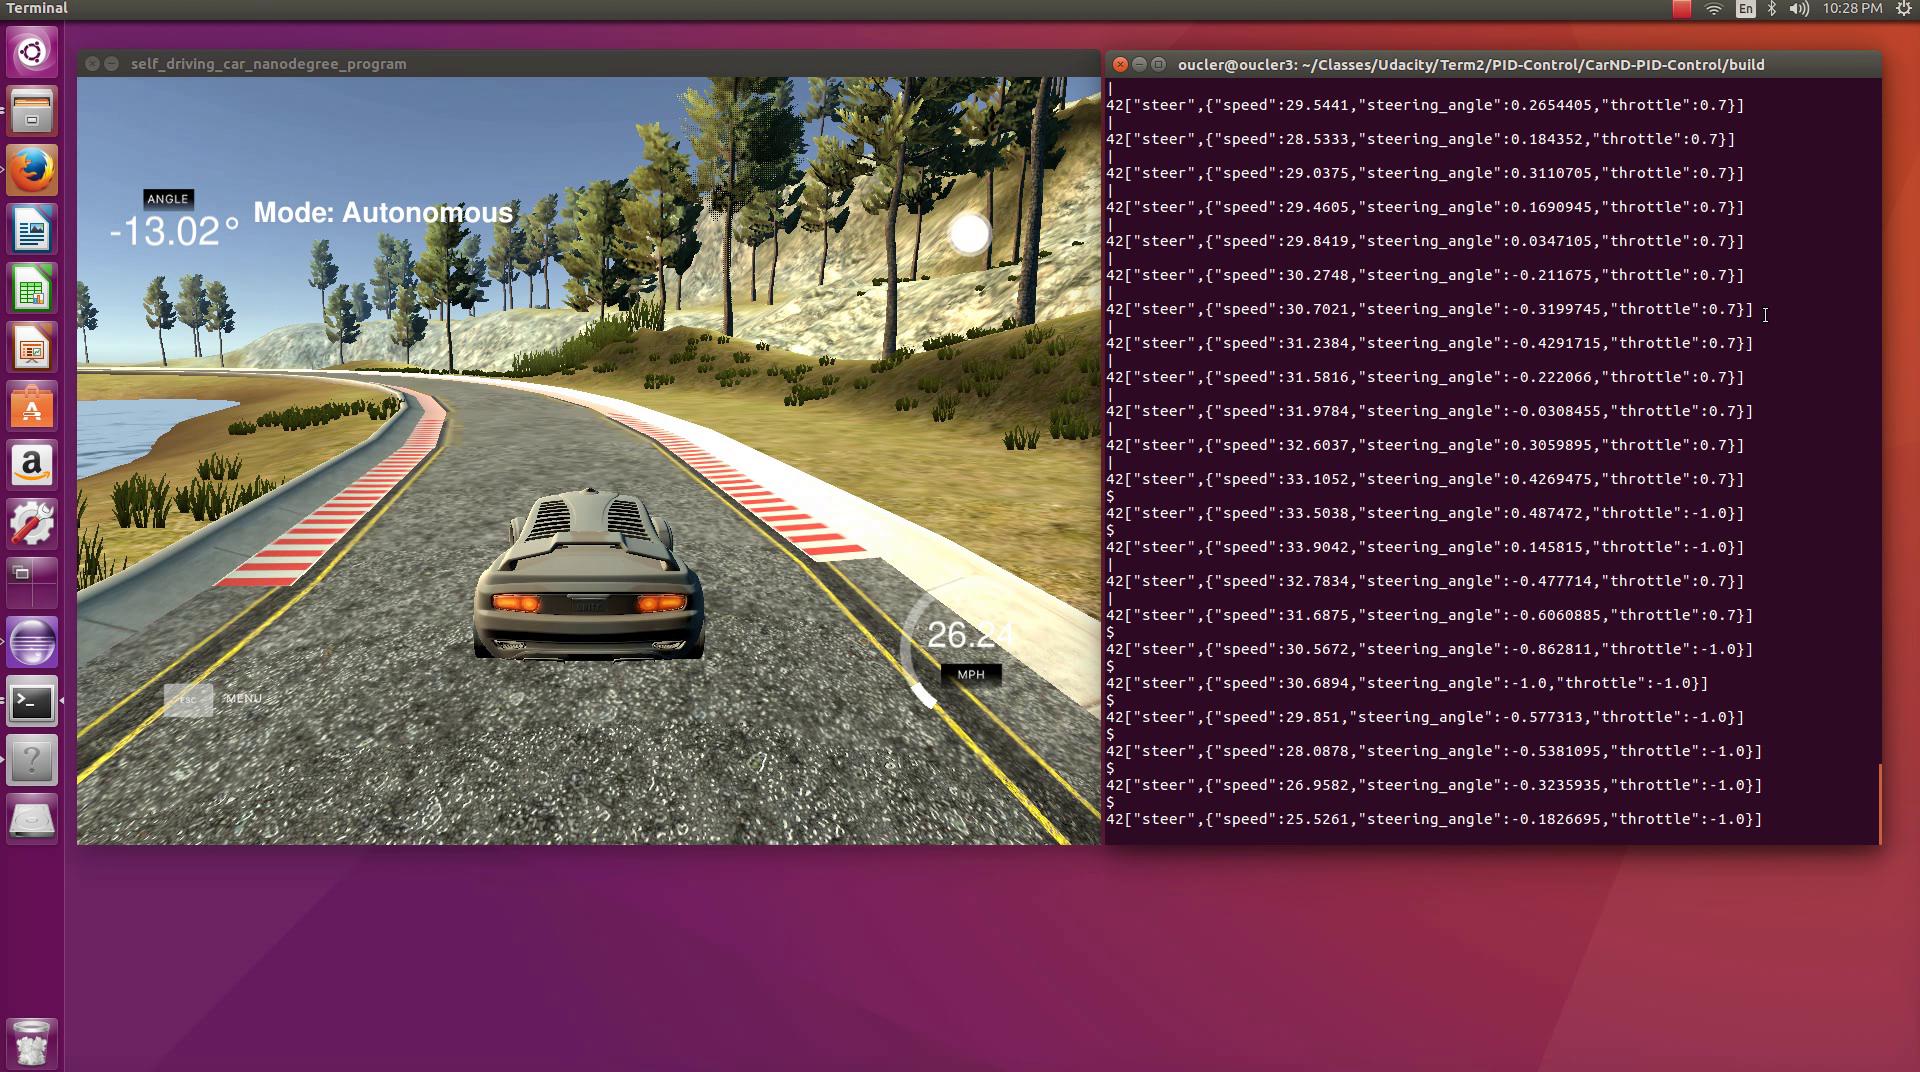 Terminal
En
10:28 PM
self_driving_car_nanodegree_program
ANGLE
-13.02°
Mode: Autonomous
26.24
MPH
ESC
MENU
a
oucler@oucler3: ~/Classes/Udacity/Term2/PID-Control/CarND-PID-Control/build
|
42["steer",{"speed":29.5441,"steering_angle":0.2654405,"throttle":0.7}]
|
42["steer",{"speed":28.5333,"steering_angle":0.184352,"throttle":0.7}]
|
42["steer",{"speed":29.0375,"steering_angle":0.3110705,"throttle":0.7}]
|
42["steer",{"speed":29.4605,"steering_angle":0.1690945,"throttle":0.7}]
|
42["steer",{"speed":29.8419,"steering_angle":0.0347105,"throttle":0.7}]
|
42["steer",{"speed":30.2748,"steering_angle":-0.211675,"throttle":0.7}]
|
42["steer",{"speed":30.7021,"steering_angle":-0.3199745,"throttle":0.7}]
|
42["steer",{"speed":31.2384,"steering_angle":-0.4291715,"throttle":0.7}]
|
42["steer",{"speed":31.5816,"steering_angle":-0.222066,"throttle":0.7}]
|
42["steer",{"speed":31.9784,"steering_angle":-0.0308455,"throttle":0.7}]
|
42["steer",{"speed":32.6037,"steering_angle":0.3059895,"throttle":0.7}]
|
42["steer",{"speed":33.1052,"steering_angle":0.4269475,"throttle":0.7}]
$
42["steer",{"speed":33.5038,"steering_angle":0.487472,"throttle":-1.0}]
$
42["steer",{"speed":33.9042,"steering_angle":0.145815,"throttle":-1.0}]
|
42["steer",{"speed":32.7834,"steering_angle":-0.477714,"throttle":0.7}]
|
42["steer",{"speed":31.6875,"steering_angle":-0.6060885,"throttle":0.7}]
$
42["steer",{"speed":30.5672,"steering_angle":-0.862811,"throttle":-1.0}]
$
42["steer",{"speed":30.6894,"steering_angle":-1.0,"throttle":-1.0}]
$
42["steer",{"speed":29.851,"steering_angle":-0.577313,"throttle":-1.0}]
$
42["steer",{"speed":28.0878,"steering_angle":-0.5381095,"throttle":-1.0}]
$
42["steer",{"speed":26.9582,"steering_angle":-0.3235935,"throttle":-1.0}]
$
42["steer",{"speed":25.5261,"steering_angle":-0.1826695,"throttle":-1.0}]